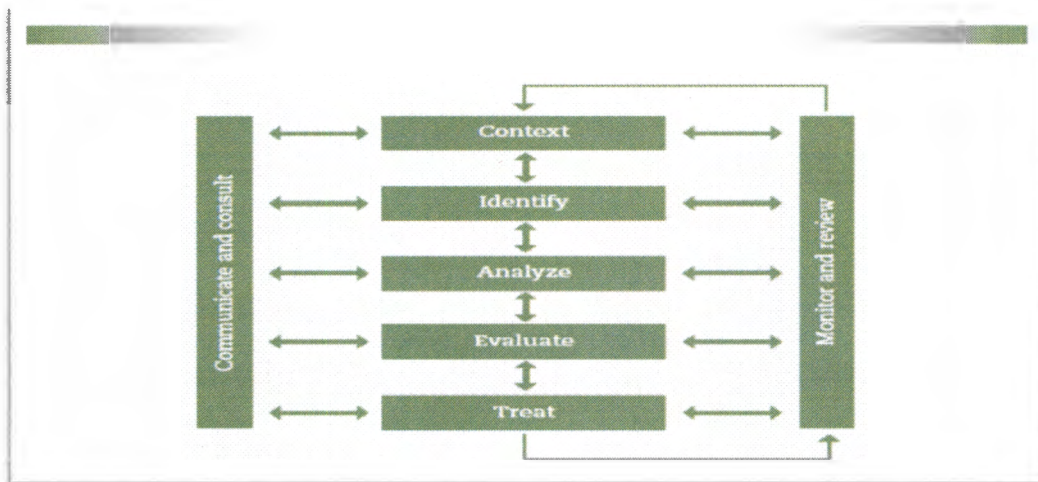 Context
Identify
Analyze
Evaluate
Treat
Communicate and consult
Monitor and review